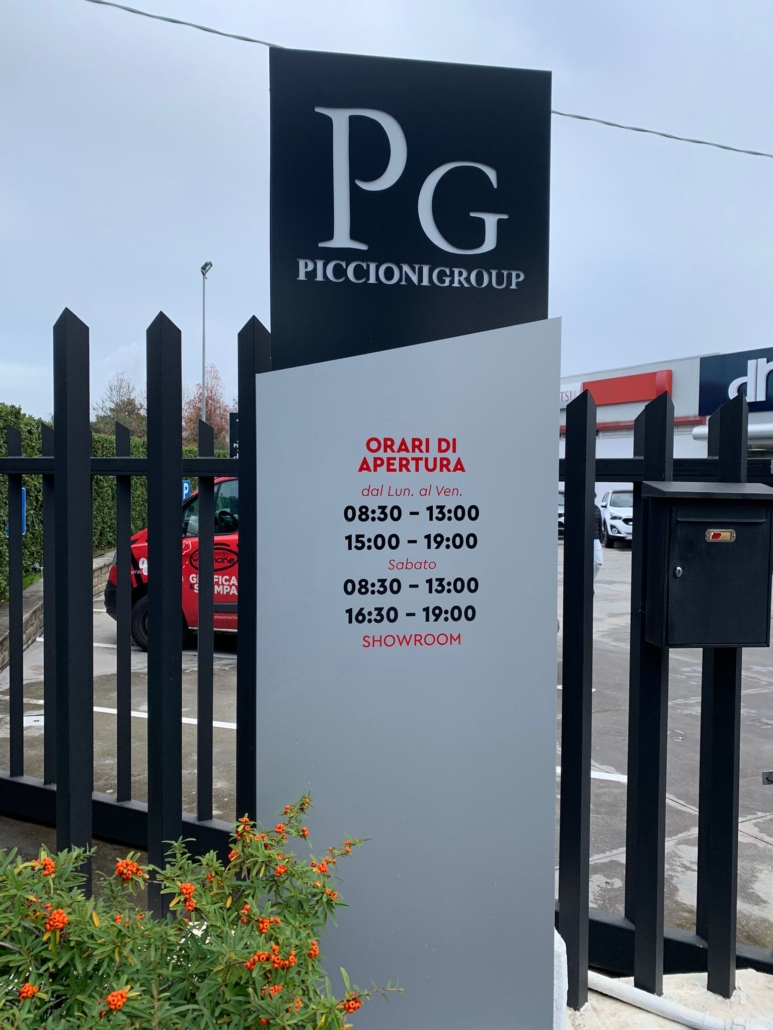 PG
PICCIONIGROUP
ORARI DI
APERTURA
dal Lun. al Ven.
08:30 – 13:00
15:00 – 19:00
Sabato
08:30 – 13:00
16:30 – 19:00
SHOWROOM
P